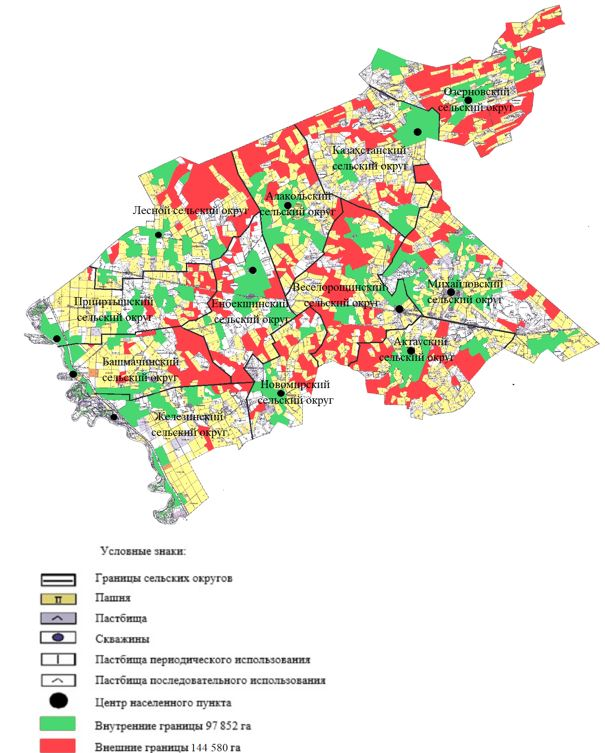 Озерновский
сельский округ
Казахстанский
сельский округ
Алакольский
сельский округ
Лесной сельский округ
Михайловский
сельский округ
Веселорощинский
сельский округ
Прииртышский
сельский округ
Енбекшинский
сельский округ
Актауский
сельский округ
Башмачинский
сельский округ
Новомирский
сельский округ
Железинский
сельский округ
Условные знаки:
Границы сельских округов
Пашня
Пастбища
Скважины
Пастбища периодического использования
Пастбища последовательного использования
Центр населенного пункта
Внутренние границы 97 852 га
Внешние границы 144 580 га